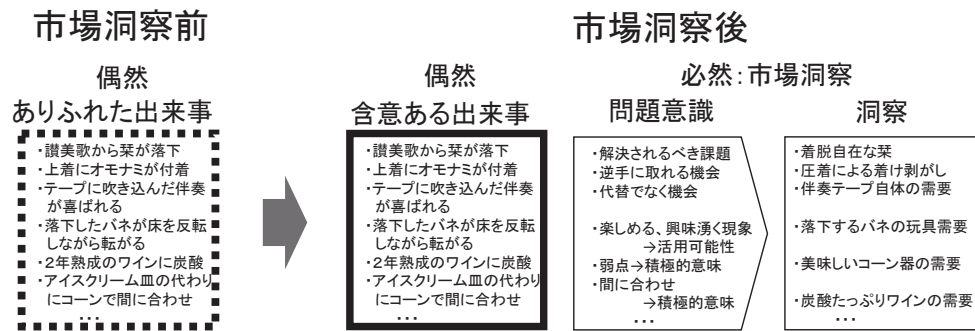 市場洞察前
偶然
ありふれた出来事
・讃美歌から栞が落下
・上着にオモナミが付着
・テープに吹き込んだ伴奏
が喜ばれる
・落下したバネが床を反転
しながら転がる
・2年熟成のワインに炭酸
・アイスクリーム皿の代わり
にコーンで間に合わせ
・・・
市場洞察後
偶然
含意ある出来事
・讃美歌から栞が落下
・上着にオモナミが付着
・テープに吹き込んだ伴奏
が喜ばれる
・落下したバネが床を反転
しながら転がる
・2年熟成のワインに炭酸
・アイスクリーム皿の代わり
にコーンで間に合わせ
・・・
必然:市場洞察
問題意識
・解決されるべき課題
・逆手に取れる機会
・代替でなく機会
・楽しめる、興味湧く現象
→活用可能性
・弱点→積極的意味
・間に合わせ
→積極的意味
・・・
洞察
・着脱自在な栞
・圧着による着け剥がし
・伴奏テープ自体の需要
・落下するバネの玩具需要
・美味しいコーン器の需要
・炭酸たっぷりワインの需要
・・・